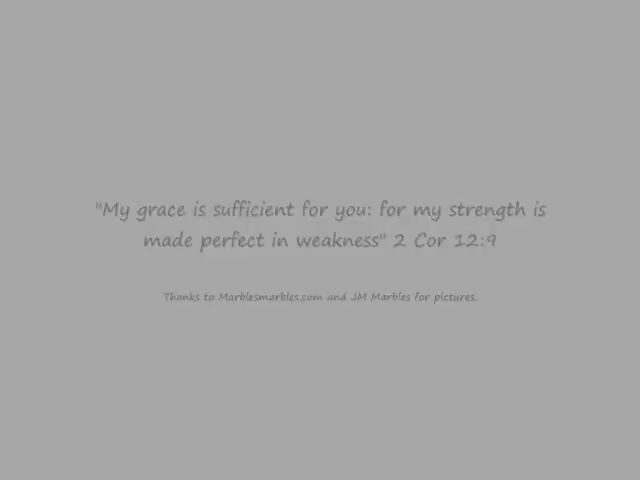 "My grace is sufficient for you: for my strength is
made perfect in weakness" 2 Cor 12:9
Thanks to Marblesmarbles.com and JM Marbles for pictures.